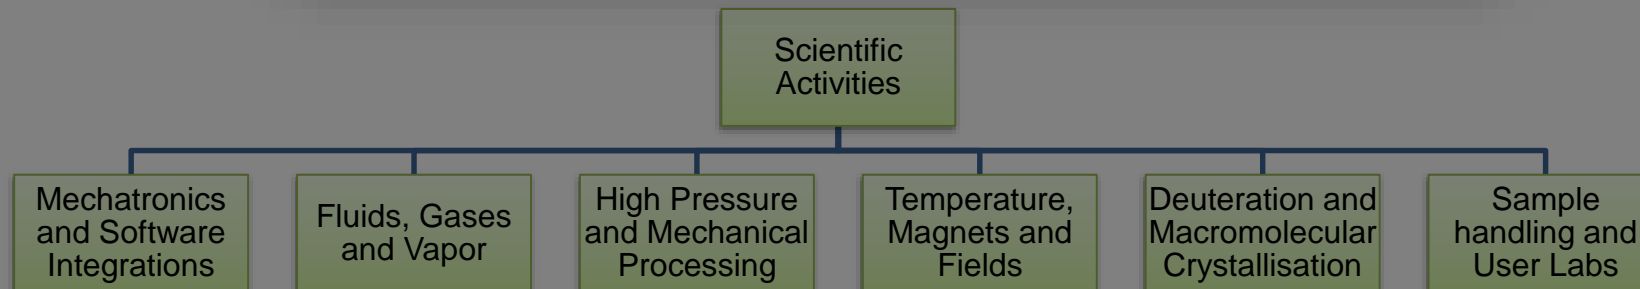 Scientific
Activities
Mechatronics
and Software
Integrations
Fluids, Gases
and Vapor
High Pressure
and Mechanical
Processing
Temperature,
Magnets and
Fields
Deuteration and
Macromolecular
Crystallisation
Sample
handling and
User Labs